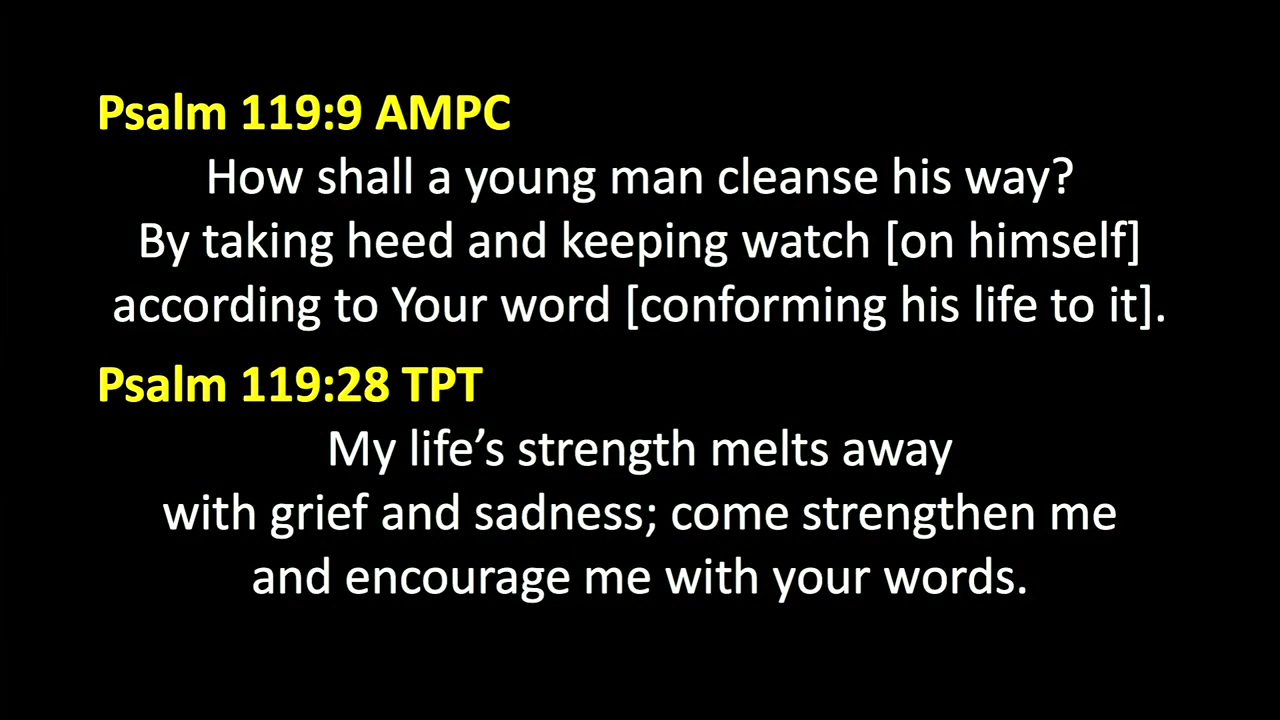 Psalm 119:9 AMPC
How shall a young man cleanse his way?
By taking heed and keeping watch [on himself]
according to Your word [conforming his life to it].
Psalm 119:28 TPT
My life’s strength melts away
with grief and sadness; come strengthen me
and encourage me with your words.